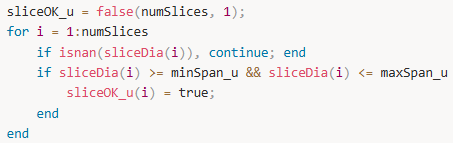 sliceOK_u = false(numSlices, 1);
for i = 1:numSlices
    if isnan(sliceDia(i)), continue; end
    if sliceDia(i) >= minSpan_u && sliceDia(i) <= maxSpan_u
        sliceOK_u(i) = true;
    end
end